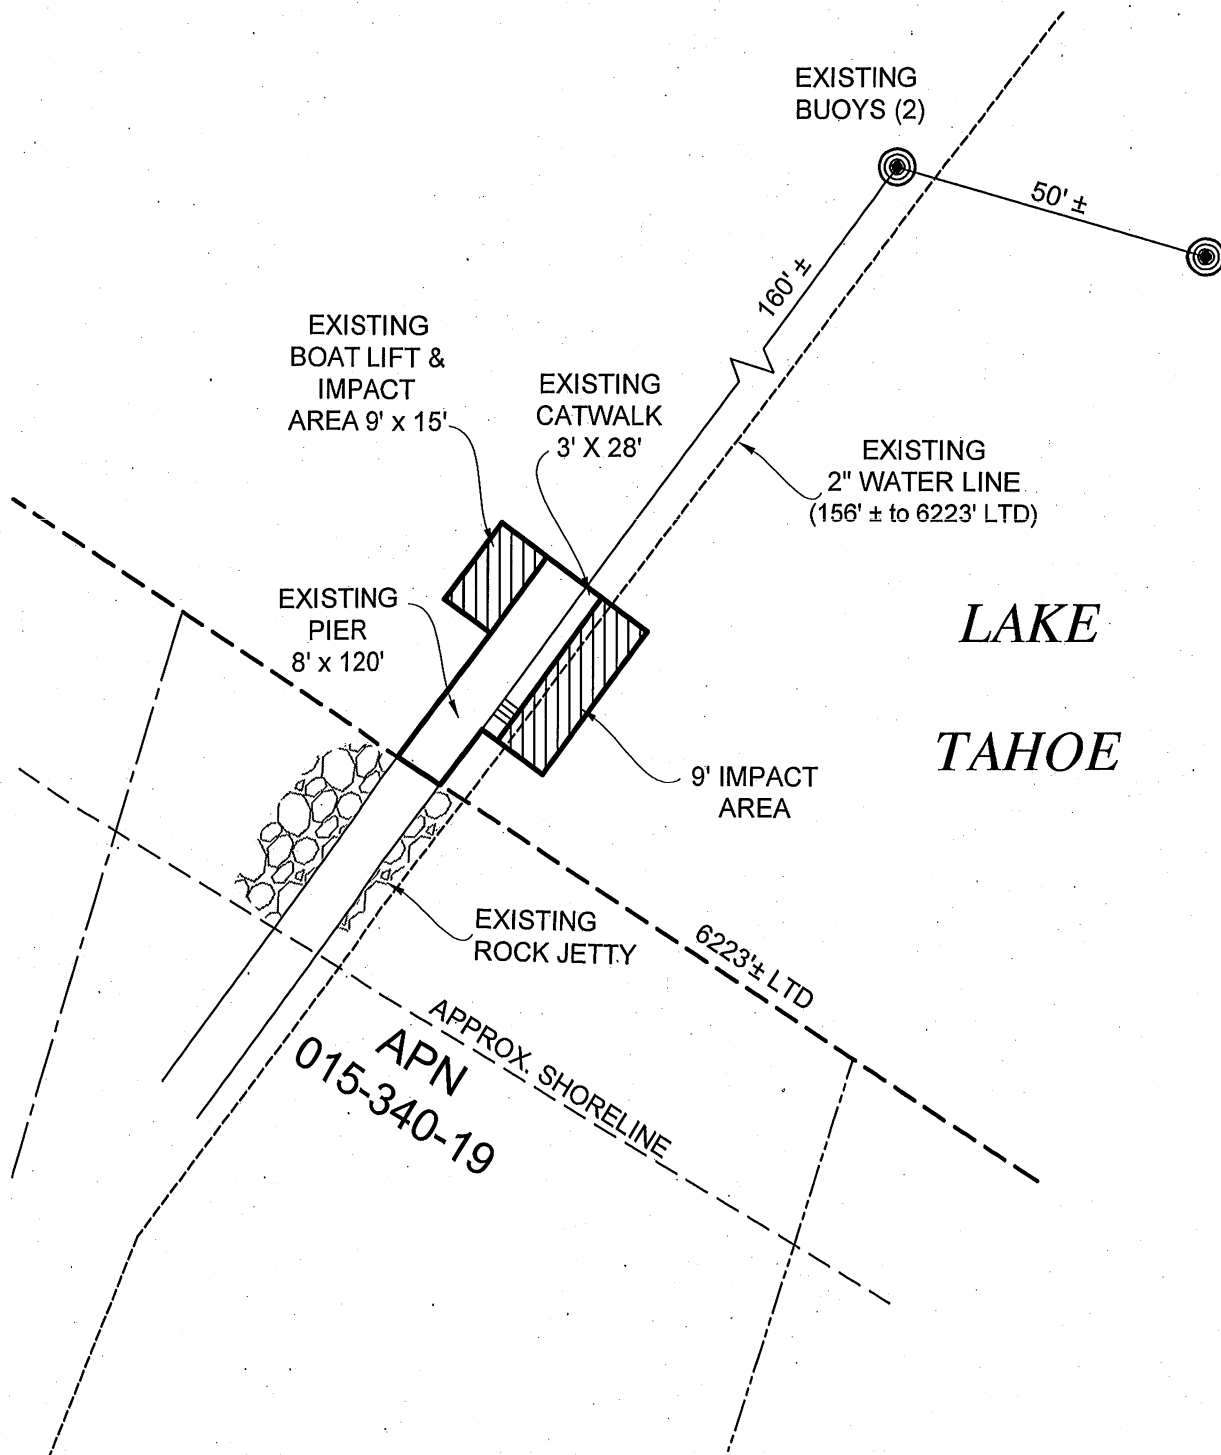 EXISTING
BUOYS (2)
50' ±
160' ±
EXISTING
BOAT LIFT &
IMPACT
AREA 9' x 15'
EXISTING
CATWALK
3' X 28'
EXISTING
2" WATER LINE
(156' ± to 6223' LTD)
EXISTING
PIER
8' x 120'
LAKE
TAHOE
9' IMPACT
AREA
EXISTING
ROCK JETTY
6223'± LTD
APPROX. SHORELINE
APN
015-340-19